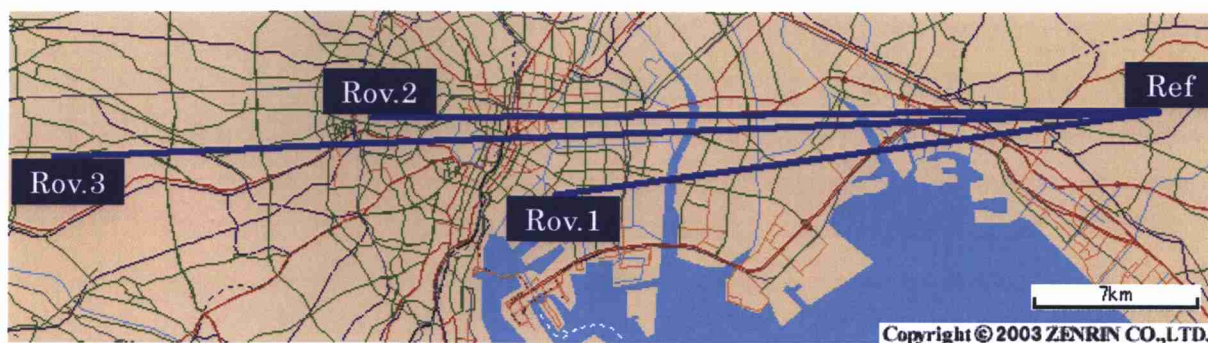 Rov.2
Ref
Rov.3
Rov.1
7km
Copyright © 2003 ZENRIN CO.,LTD.